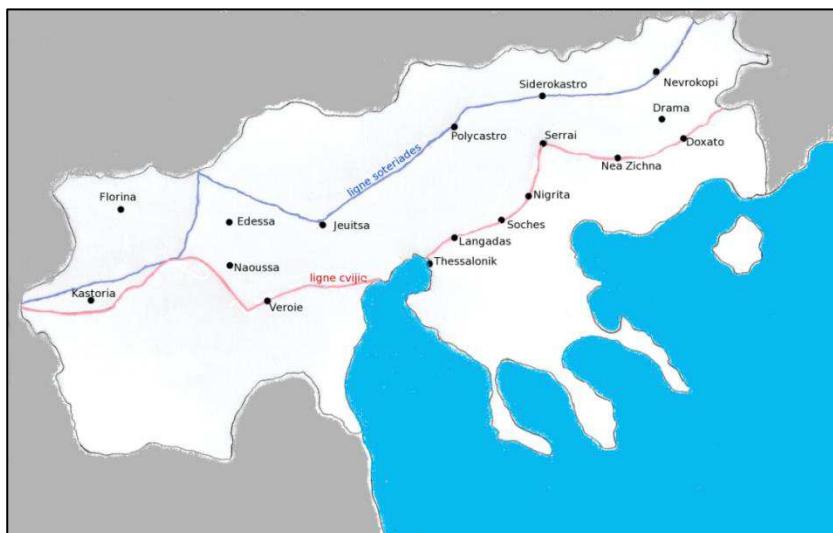 Siderokastro
Nevrokopi
Drama
Polycastro
Serrai
Doxato
Nea Zichna
ligne soteriades
Florina
Nigrita
Edessa
Jeuitsa
Soches
Langadas
Naoussa
Thessalonik
ligne cvijic
Kastoria
Veroie